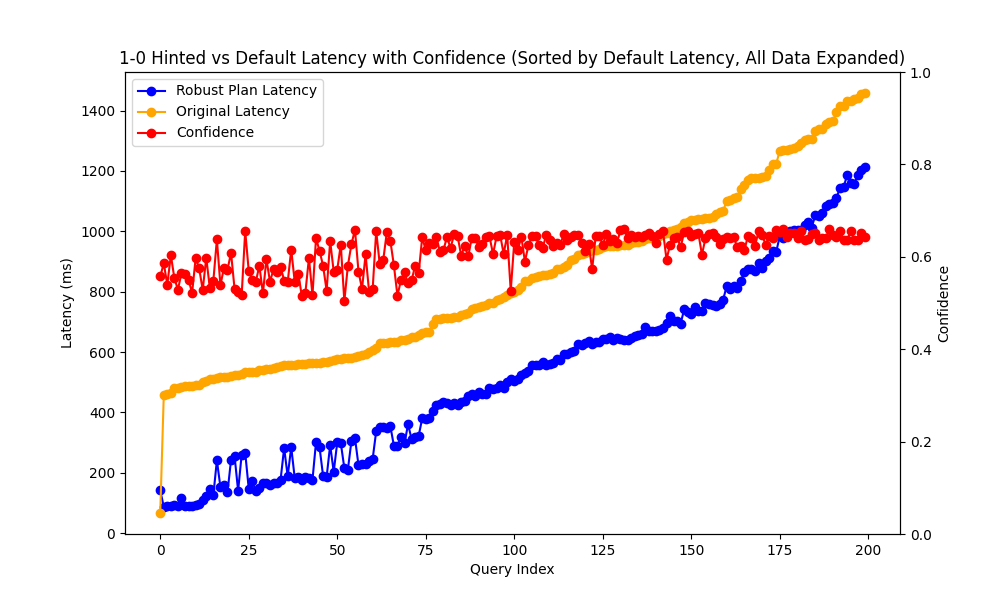 1-0 Hinted vs Default Latency with Confidence (Sorted by Default Latency, All Data Expanded)
Robust Plan Latency
Original Latency
Confidence
1400
1200
1000
800
600
400
200
0
Latency (ms)
1.0
0.8
0.6
0.4
0.2
0.0
Confidence
0 25 50 75 100 125 150 175 200
Query Index